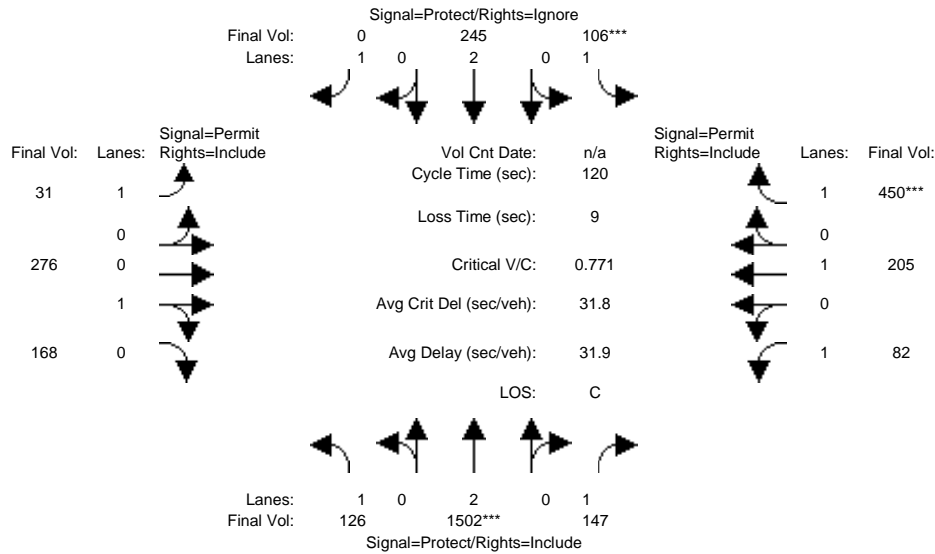 Signal=Protect/Rights=Ignore
Final Vol: 0 245 106***
Lanes: 1 0 2 0 1
Signal=Permit Signal=Permit
Final Vol: Lanes: Rights=Include Vol Cnt Date: n/a Rights=Include Lanes: Final Vol:
Cycle Time (sec): 120
31 1 1 450***
Loss Time (sec): 9
0 0
276 0 Critical V/C: 0.771 1 205
1 Avg Crit Del (sec/veh): 31.8 0
168 0 Avg Delay (sec/veh): 31.9 1 82
LOS: C
Lanes: 1 0 2 0 1
Final Vol: 126 1502*** 147
Signal=Protect/Rights=Include